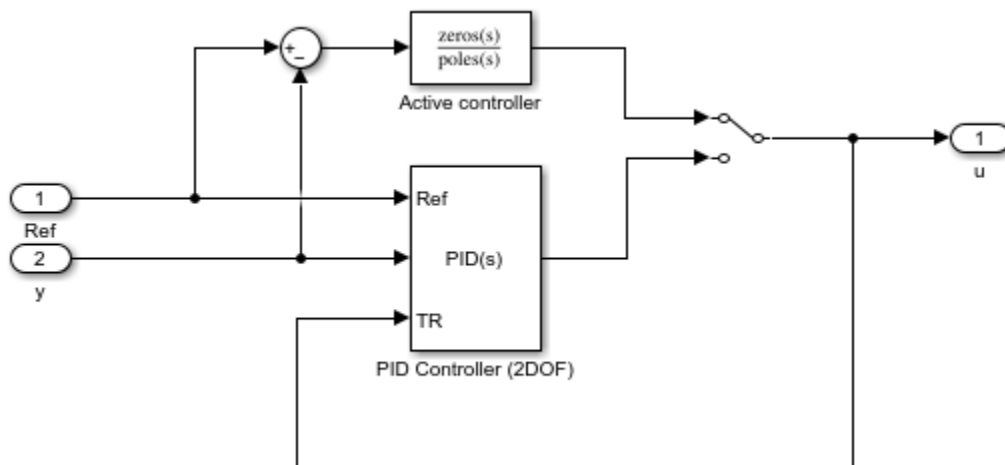 +
−
zeros(s)
poles(s)
Active controller
1
u
1
Ref
2
y
Ref
PID(s)
TR
PID Controller (2DOF)